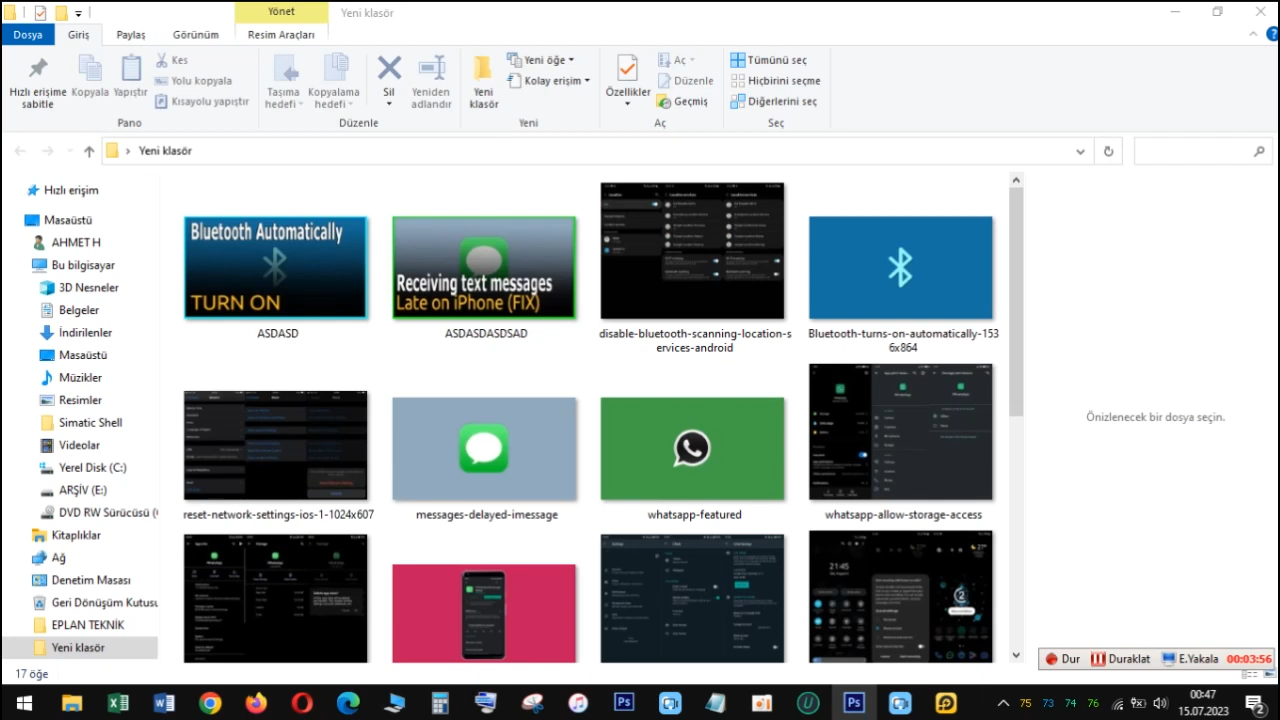 Yönet
Yeni klasör
Dosya
Giriş
Paylaş
Görünüm
Resim Araçları
Hızlı erişime sabitle
Kopyala
Yapıştır
Kes
Yolu kopyala
Kısayolu yapıştır
Pano
Taşıma hedefi
Kopyalama hedefi
Sil
Yeniden adlandır
Düzenle
Yeni klasör
Yeni öğe
Kolay erişim
Yeni
Özellikler
Aç
Düzenle
Geçmiş
Aç
Tümünü seç
Hiçbirini seçme
Diğerlerini seç
Seç
Yeni klasör
Hızlı erişim
Masaüstü
AHMET H
Bu bilgisayar
3D Nesneler
Belgeler
İndirilenler
Masaüstü
Müzikler
Resimler
Simatic Shell
Videolar
Yerel Disk (C:)
ARŞİV (E:)
DVD RW Sürücüsü (
Kitaplıklar
Ağ
Denetim Masası
Geri Dönüşüm Kutusu
EPLAN TEKNİK
Yeni klasör
Bluetooth Automatically
TURN ON
ASDASD
Receiving text messages
Late on iPhone (FIX)
ASDASDASDSAD
disable-bluetooth-scanning-location-s
ervices-android
Bluetooth-turns-on-automatically-153
6x864
reset-network-settings-ios-1-1024x607
messages-delayed-imessage
whatsapp-featured
whatsapp-allow-storage-access
21:45
2
Önizlenecek bir dosya seçin.
17 öğe
Dur
Duraklat
E.Yakala
00:03:56
75
73
74
76
00:47
15.07.2023
2